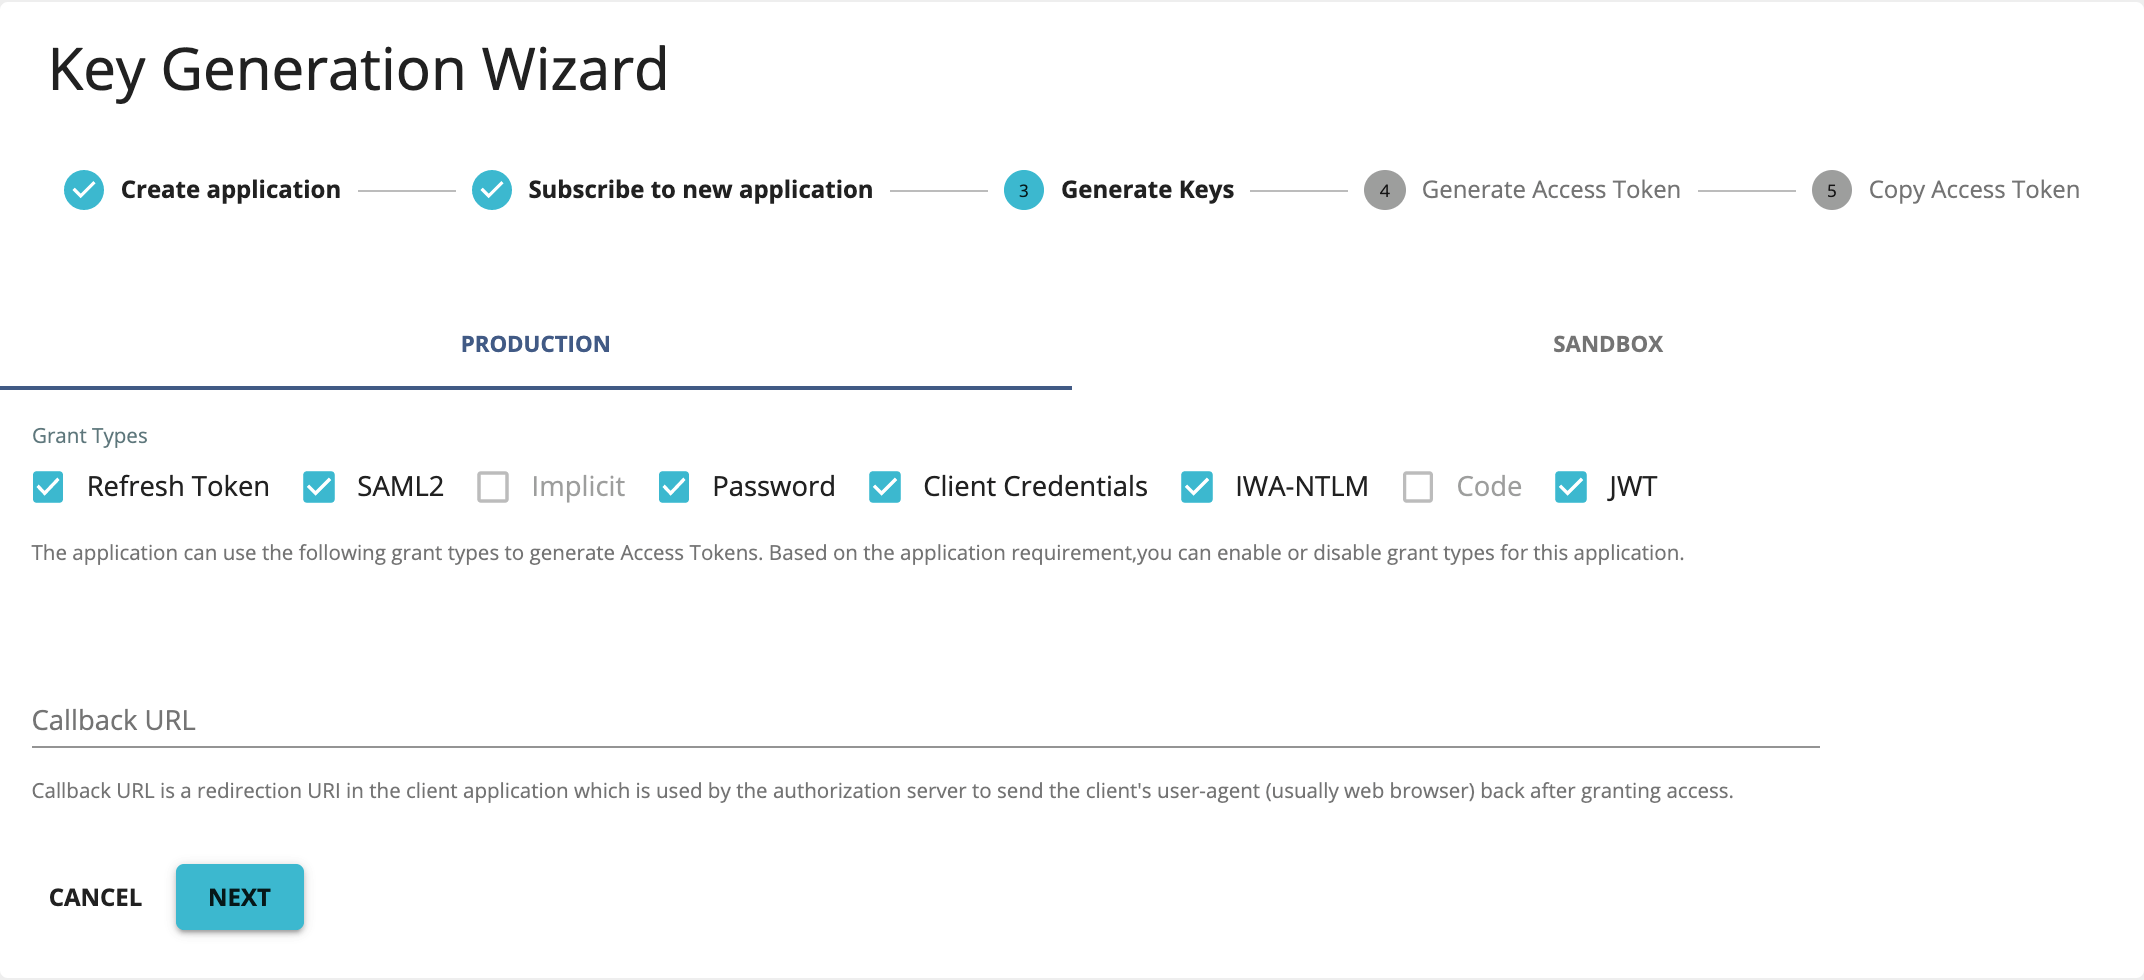 Key Generation Wizard
Create application Subscribe to new application 3 Generate Keys 4 Generate Access Token 5 Copy Access Token
PRODUCTION SANDBOX
Grant Types
Refresh Token SAML2 Implicit Password Client Credentials IWA-NTLM Code JWT
The application can use the following grant types to generate Access Tokens. Based on the application requirement,you can enable or disable grant types for this application.
Callback URL
Callback URL is a redirection URI in the client application which is used by the authorization server to send the client's user-agent (usually web browser) back after granting access.
CANCEL NEXT